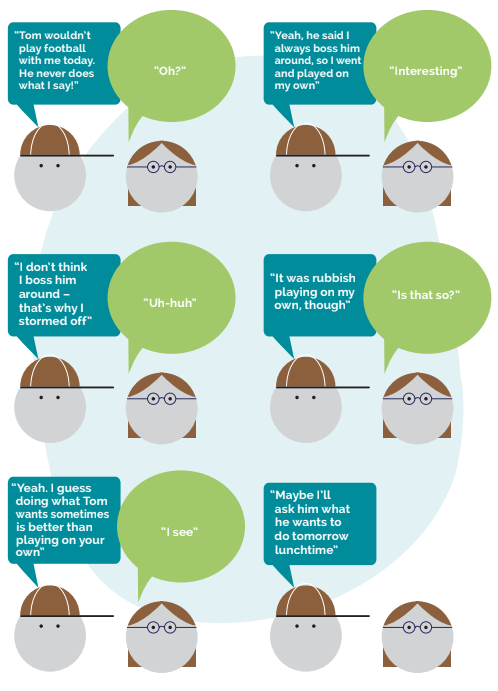 “Tom wouldn’t
play football
with me today.
He never does
what I say!”
“Oh?”
“Yeah, he said I
always boss him
around, so I went
and played on
my own”
“Interesting”
“I don’t think
I boss him
around –
that’s why I
stormed off”
“Uh-huh”
“It was rubbish
playing on my
own, though”
“Is that so?”
“Yeah. I guess
doing what Tom
wants sometimes
is better than
playing on your
own”
“I see”
“Maybe I’ll
ask him what
he wants to
do tomorrow
lunchtime”